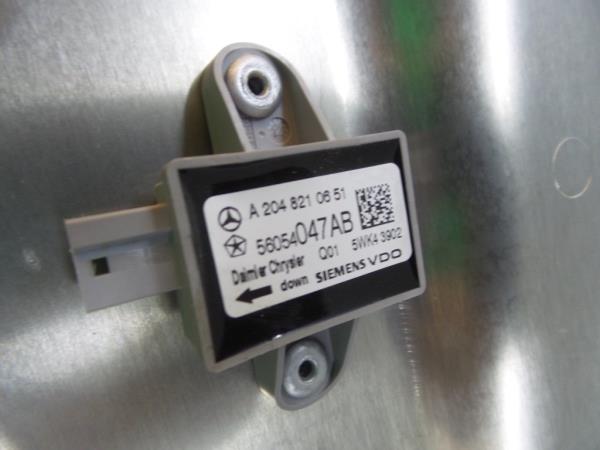 A 204 821 06 51
56054047AB
Daimler Chrysler Q01 5WK4 3902
down SIEMENS VDO